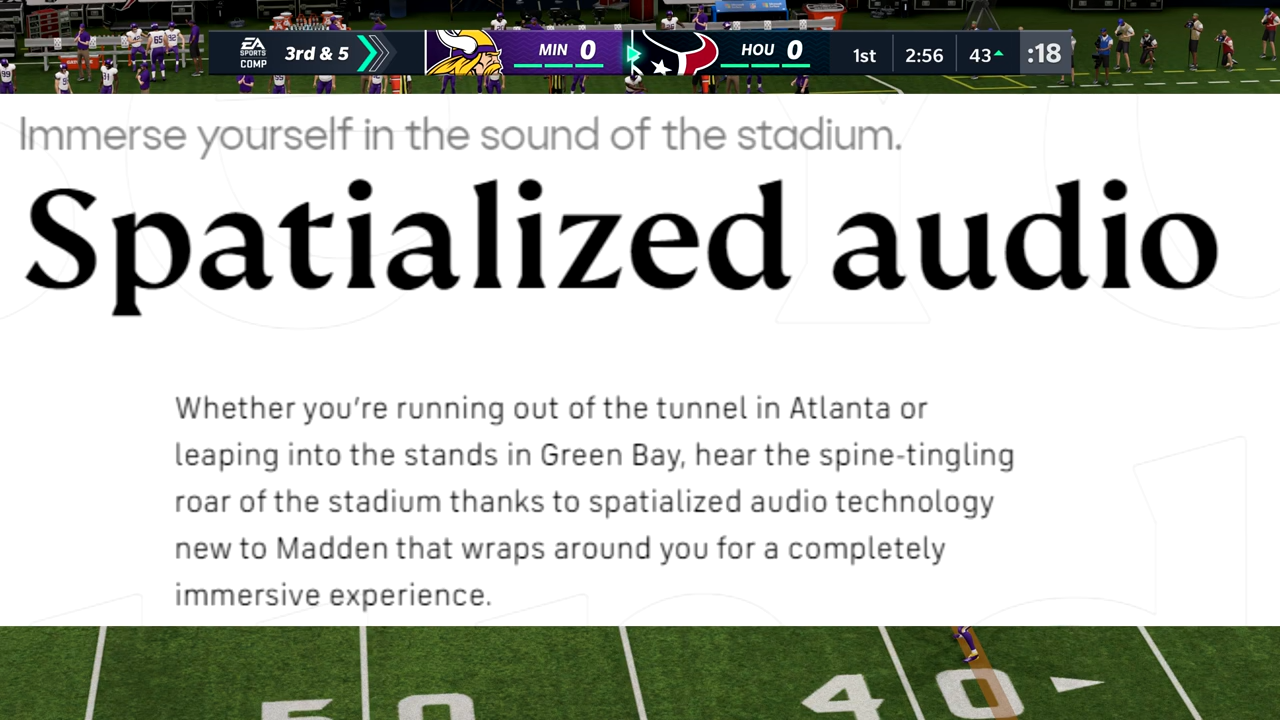 EA SPORTS COMP 3rd & 5 MIN 0 HOU 0 1st 2:56 43 :18
Immerse yourself in the sound of the stadium.
Spatialized audio
Whether you’re running out of the tunnel in Atlanta or
leaping into the stands in Green Bay, hear the spine-tingling
roar of the stadium thanks to spatialized audio technology
new to Madden that wraps around you for a completely
immersive experience.
50 40